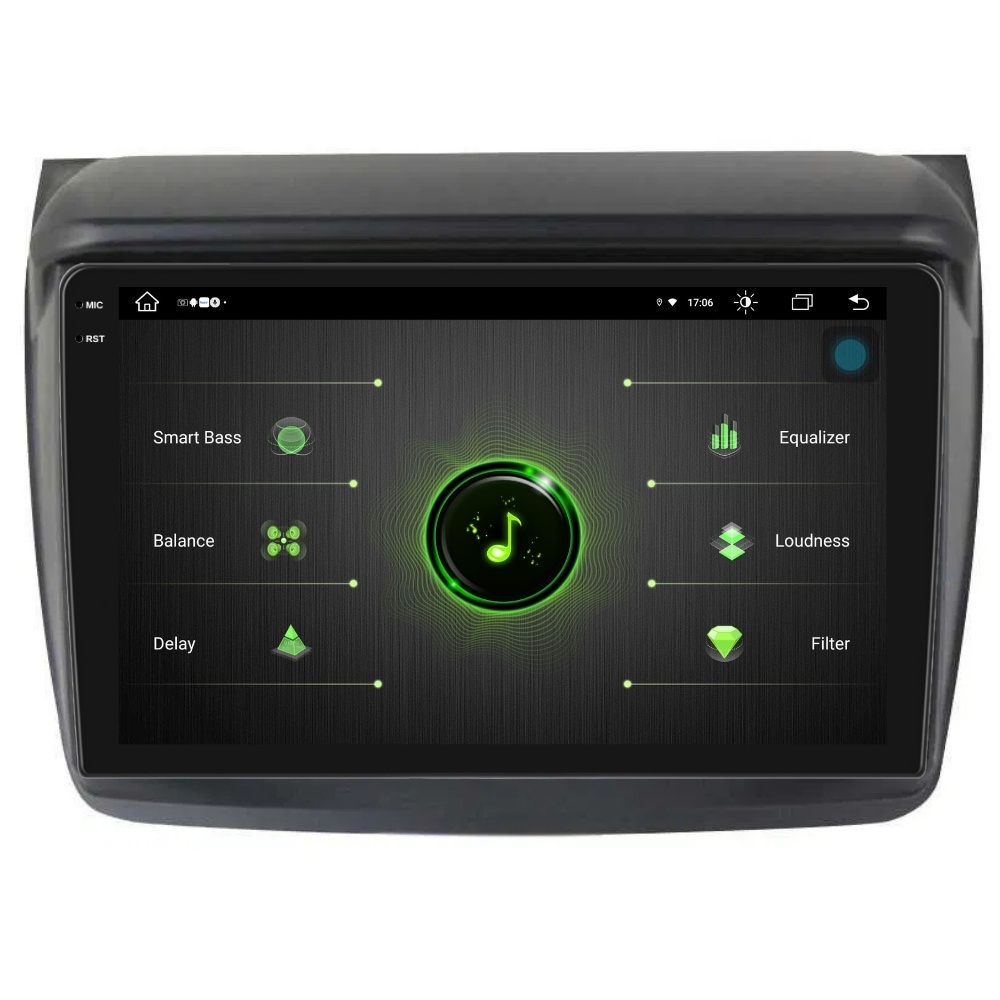 MIC
17:06
RST
Smart Bass
Equalizer
Balance
Loudness
Delay
Filter